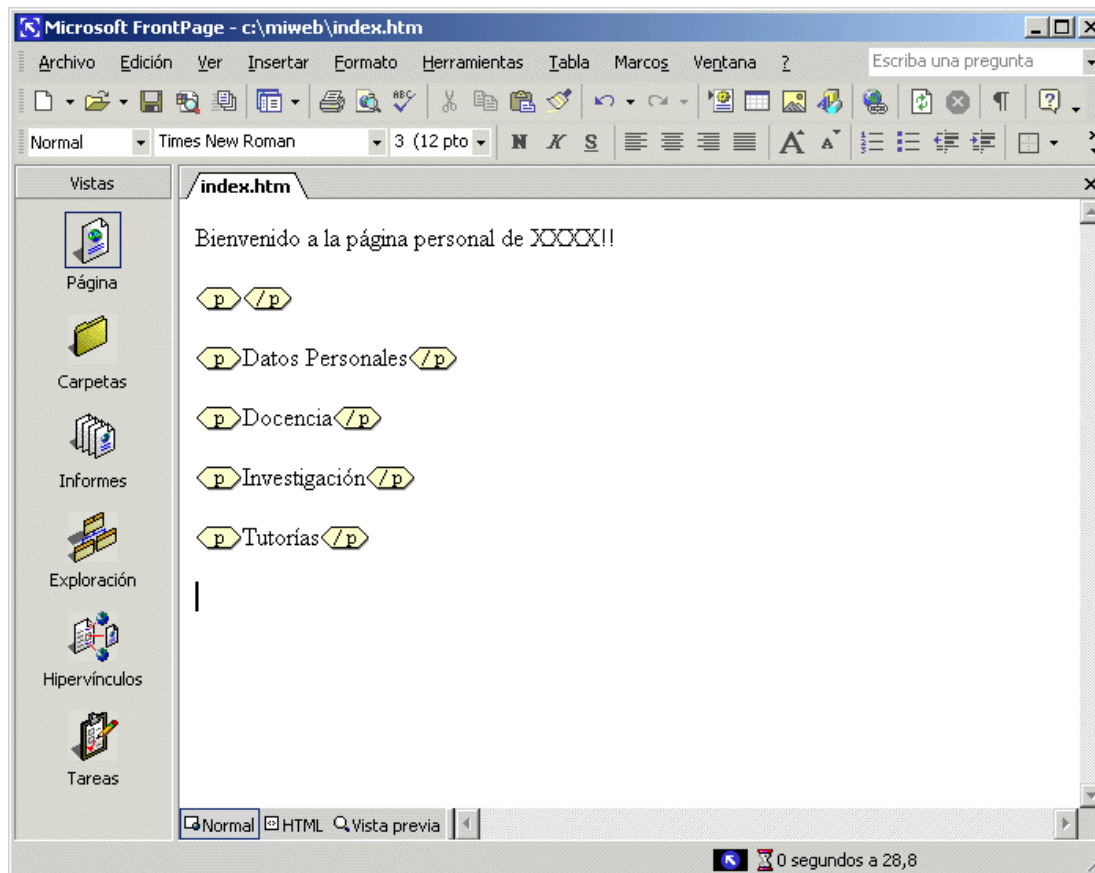 Microsoft FrontPage - c:\miweb\index.htm
Archivo Edición Ver Insertar Formato Herramientas Tabla Marcos Ventana ? Escriba una pregunta
Normal Times New Roman 3 (12 pto N K S A A
Vistas
index.htm
Bienvenido a la página personal de XXXX!!
Página
p /p
p Datos Personales /p
Carpetas
p Docencia /p
Informes
p Investigación /p
p Tutorías /p
Exploración
Hipervínculos
Tareas
Normal HTML Vista previa
0 segundos a 28,8